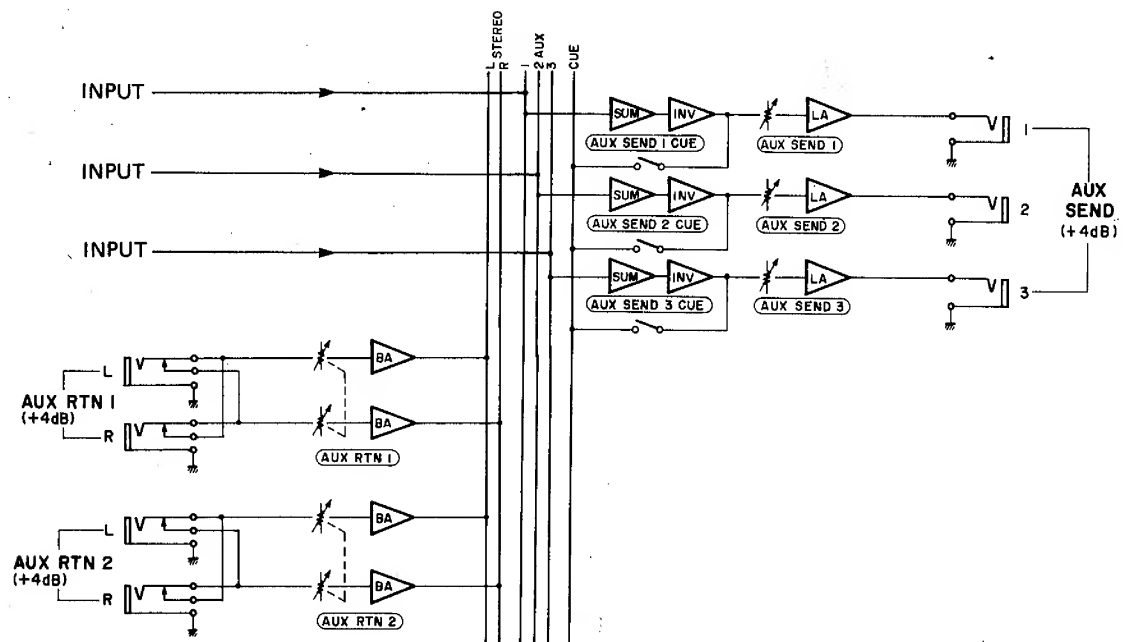 L STEREO
R
1
2 AUX
3
CUE
INPUT
SUM
INV
LA
1
AUX SEND 1 CUE
AUX SEND 1
INPUT
SUM
INV
LA
2
AUX SEND (+4dB)
AUX SEND 2 CUE
AUX SEND 2
INPUT
SUM
INV
LA
3
AUX SEND 3 CUE
AUX SEND 3
L
BA
AUX RTN 1
(+4dB)
R
BA
AUX RTN 1
L
BA
AUX RTN 2
(+4dB)
R
BA
AUX RTN 2